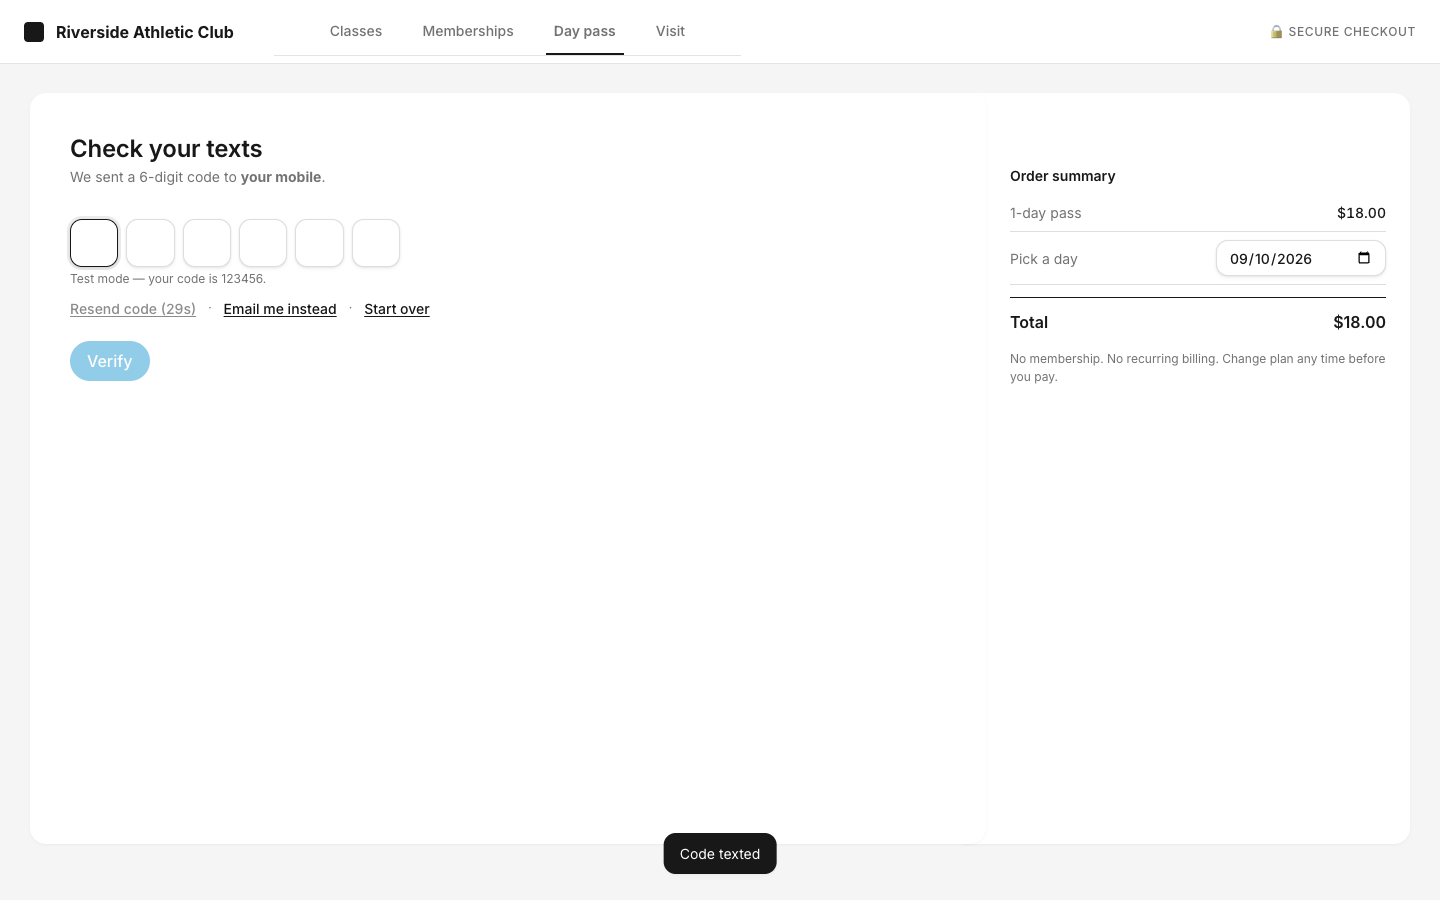 Riverside Athletic Club
Classes
Memberships
Day pass
Visit
SECURE CHECKOUT
Check your texts
We sent a 6-digit code to your mobile.
Test mode — your code is 123456.
Resend code (29s) · Email me instead · Start over
Verify
Order summary
1-day pass $18.00
Pick a day 09/10/2026
Total $18.00
No membership. No recurring billing. Change plan any time before
you pay.
Code texted